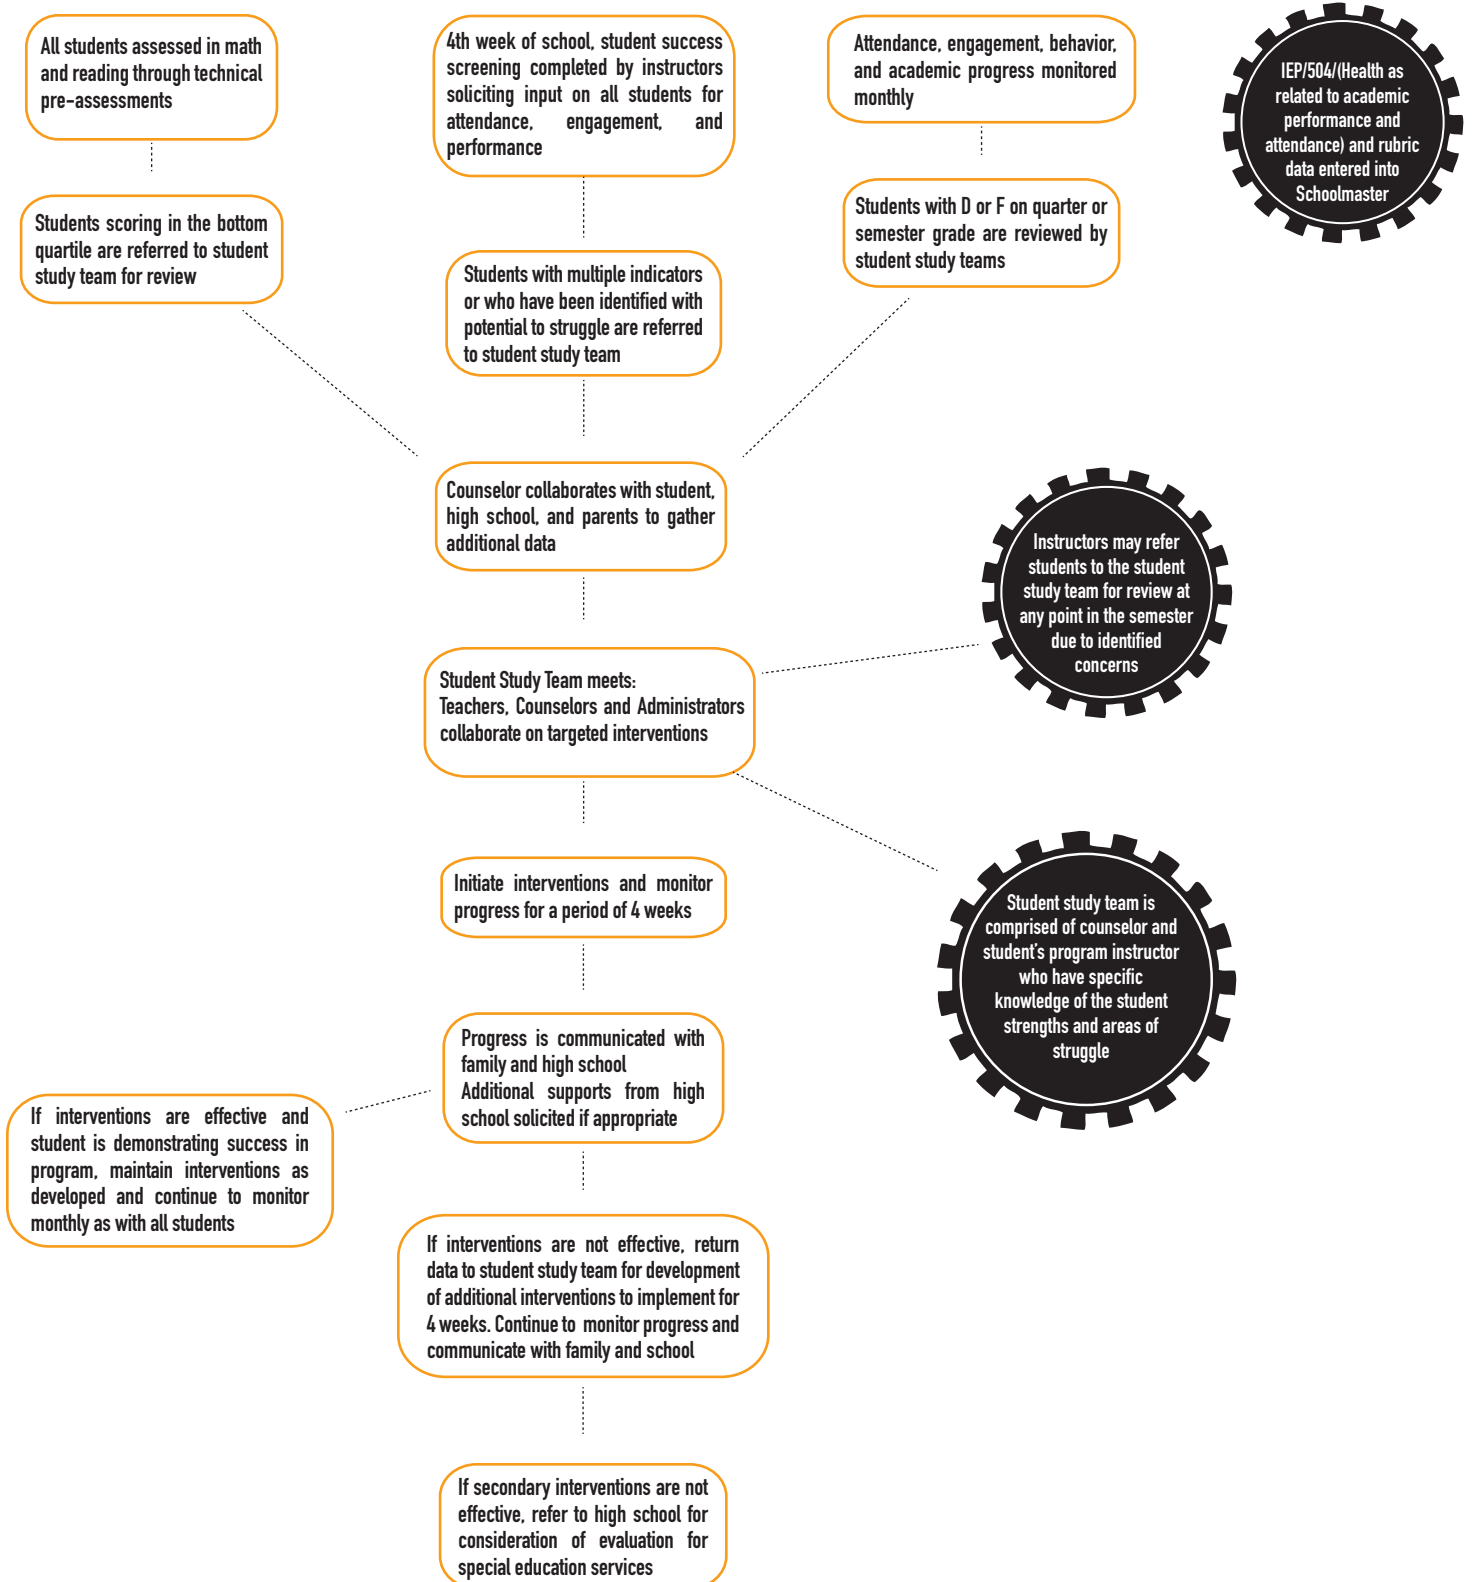 All students assessed in math
and reading through technical
pre-assessments
4th week of school, student success
screening completed by instructors
soliciting input on all students for
attendance, engagement, and
performance
Attendance, engagement, behavior,
and academic progress monitored
monthly
IEP/504/(Health as
related to academic
performance and
attendance) and rubric
data entered into
Schoolmaster
Students scoring in the bottom
quartile are referred to student
study team for review
Students with multiple indicators
or who have been identified with
potential to struggle are referred
to student study team
Students with D or F on quarter or
semester grade are reviewed by
student study teams
Counselor collaborates with student,
high school, and parents to gather
additional data
Instructors may refer
students to the student
study team for review at
any point in the semester
due to identified
concerns
Student Study Team meets:
Teachers, Counselors and Administrators
collaborate on targeted interventions
Initiate interventions and monitor
progress for a period of 4 weeks
Student study team is
comprised of counselor and
student's program instructor
who have specific
knowledge of the student
strengths and areas of
struggle
Progress is communicated with
family and high school
Additional supports from high
school solicited if appropriate
If interventions are effective and
student is demonstrating success in
program, maintain interventions as
developed and continue to monitor
monthly as with all students
If interventions are not effective, return
data to student study team for development
of additional interventions to implement for
4 weeks. Continue to monitor progress and
communicate with family and school
If secondary interventions are not
effective, refer to high school for
consideration of evaluation for
special education services